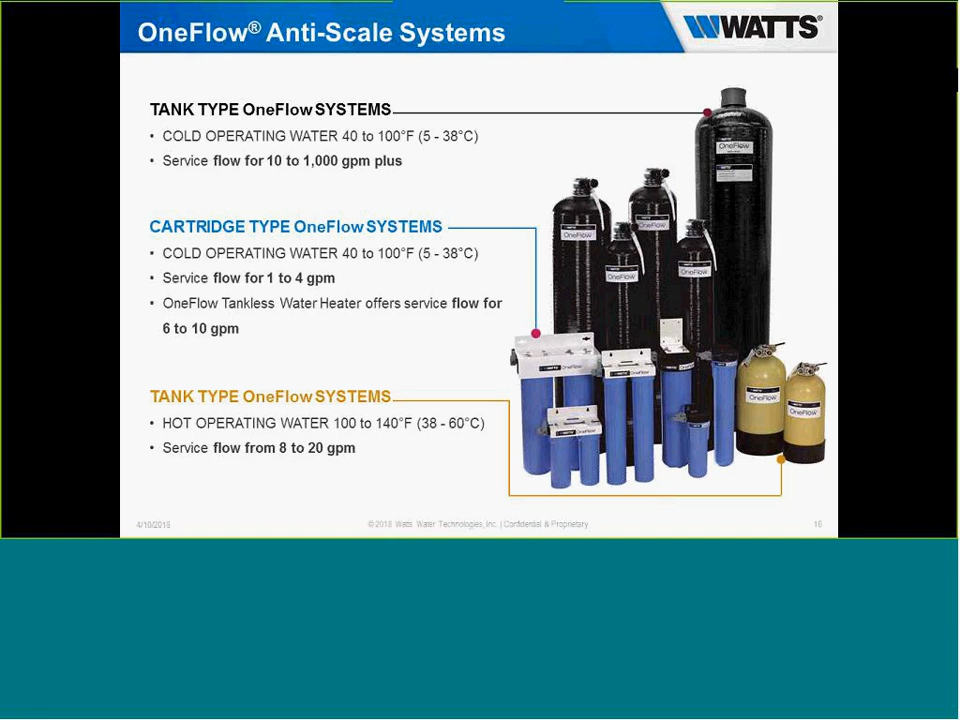 OneFlow® Anti-Scale Systems
WATTS®
TANK TYPE OneFlow SYSTEMS
• COLD OPERATING WATER 40 to 100°F (5 - 38°C)
• Service flow for 10 to 1,000 gpm plus
CARTRIDGE TYPE OneFlow SYSTEMS
• COLD OPERATING WATER 40 to 100°F (5 - 38°C)
• Service flow for 1 to 4 gpm
• OneFlow Tankless Water Heater offers service flow for
6 to 10 gpm
TANK TYPE OneFlow SYSTEMS
• HOT OPERATING WATER 100 to 140°F (38 - 60°C)
• Service flow from 8 to 20 gpm
OneFlow
WATTS
OneFlow
WATTS
OneFlow
WATTS
OneFlow
WATTS
OneFlow
OneFlow
OneFlow
4/10/2018
© 2018 Watts Water Technologies, Inc. | Confidential & Proprietary
16